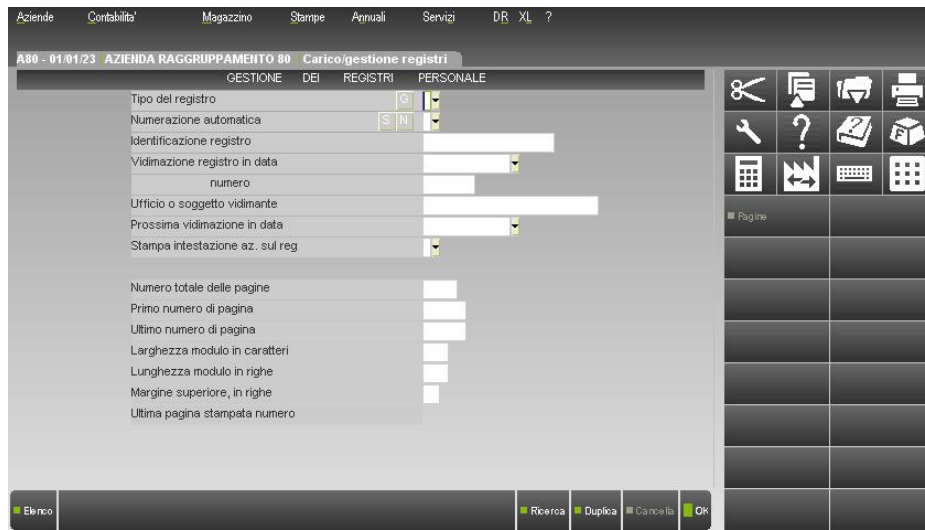 Aziende Contabilita' Magazzino Stampe Annuali Servizi DR XL ?
A80 - 01/01/23 AZIENDA RAGGRUPPAMENTO 80 Carico/gestione registri
GESTIONE DEI REGISTRI PERSONALE
Tipo del registro G
Numerazione automatica S N
Identificazione registro
Vidimazione registro in data
numero
Ufficio o soggetto vidimante
Prossima vidimazione in data
Stampa intestazione az. sul reg
Numero totale delle pagine
Primo numero di pagina
Ultimo numero di pagina
Larghezza modulo in caratteri
Lunghezza modulo in righe
Margine superiore, in righe
Ultima pagina stampata numero
? ? F
Pagine
Elenco Ricerca Duplica Cancella OK